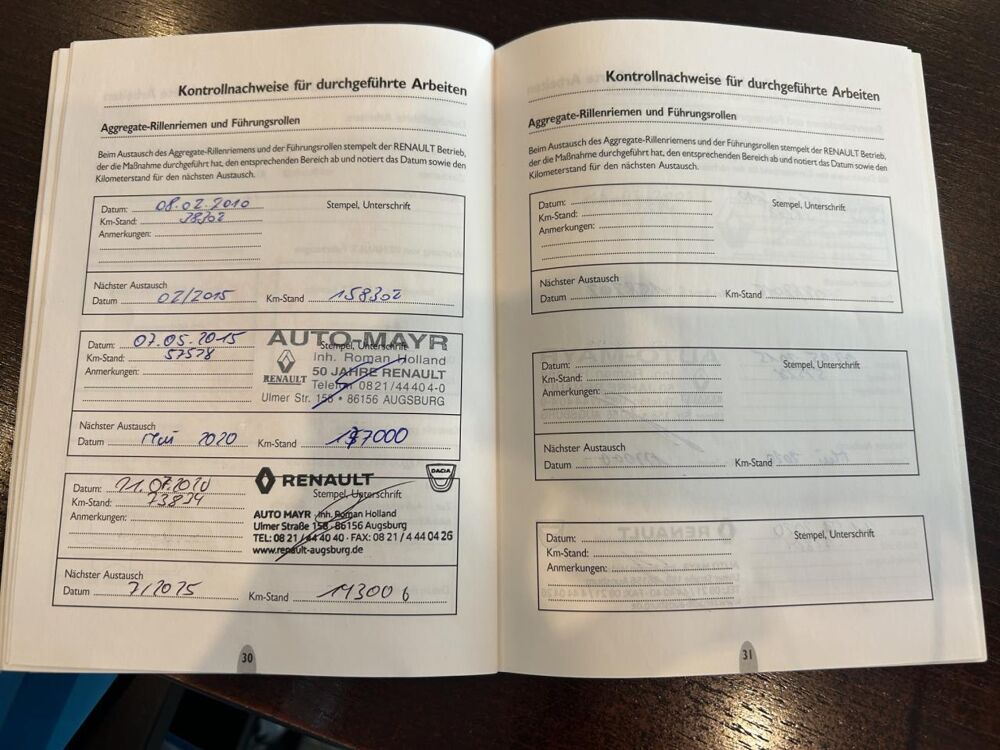 Kontrollnachweise für durchgeführte Arbeiten
Aggregate-Rillenriemen und Führungsrollen
Beim Austausch des Aggregate-Rillenriemens und der Führungsrollen stempelt der RENAULT Betrieb,
der die Maßnahme durchgeführt hat, den entsprechenden Bereich ab und notiert das Datum sowie den
Kilometerstand für den nächsten Austausch.
Datum: 08.02.2010 Stempel, Unterschrift
Km-Stand: 38302
Anmerkungen:
Nächster Austausch
Datum 02/2015 Km-Stand 158302
Datum: 07.05.2015 AUTO-MAYR
Stempel, Unterschrift
Km-Stand: 57578 Inh. Roman Holland
Anmerkungen: RENAULT 50 JAHRE RENAULT
Telefon 0821/44440-0
Ulmer Str. 158 • 86156 AUGSBURG
Nächster Austausch
Datum Mai 2020 Km-Stand 177000
RENAULT DACIA
Datum: 21.07.2020 Stempel, Unterschrift
Km-Stand: 73834
Anmerkungen: AUTO MAYR Inh. Roman Holland
Ulmer Straße 158 · 86156 Augsburg
TEL: 08 21 / 44 40 40 · FAX: 08 21 / 4 44 04 26
www.renault-augsburg.de
Nächster Austausch
Datum 7/2025 Km-Stand
30
Kontrollnachweise für durchgeführte Arbeiten
Aggregate-Rillenriemen und Führungsrollen
Beim Austausch des Aggregate-Rillenriemens und der Führungsrollen stempelt der RENAULT Betrieb,
der die Maßnahme durchgeführt hat, den entsprechenden Bereich ab und notiert das Datum sowie den
Kilometerstand für den nächsten Austausch.
Datum: Stempel, Unterschrift
Km-Stand:
Anmerkungen:
Nächster Austausch
Datum Km-Stand
Datum: Stempel, Unterschrift
Km-Stand:
Anmerkungen:
Nächster Austausch
Datum Km-Stand
Datum: Stempel, Unterschrift
Km-Stand:
Anmerkungen:
31